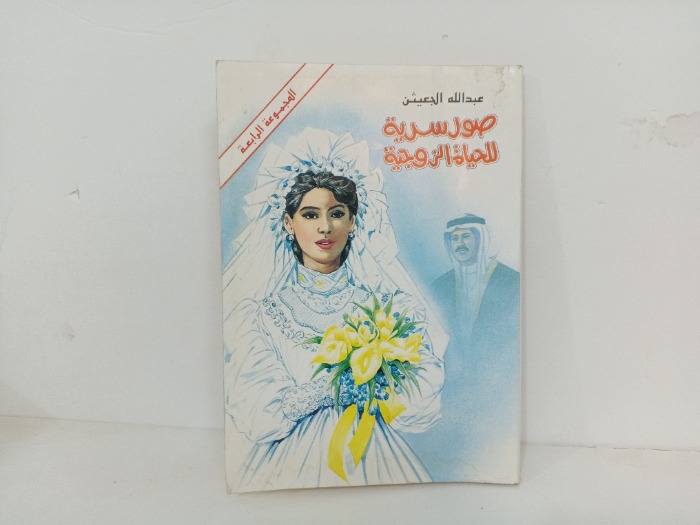 المجموعة الرابعة
عبدالله الجعيثن
صور سرية
للحياة الزوجية